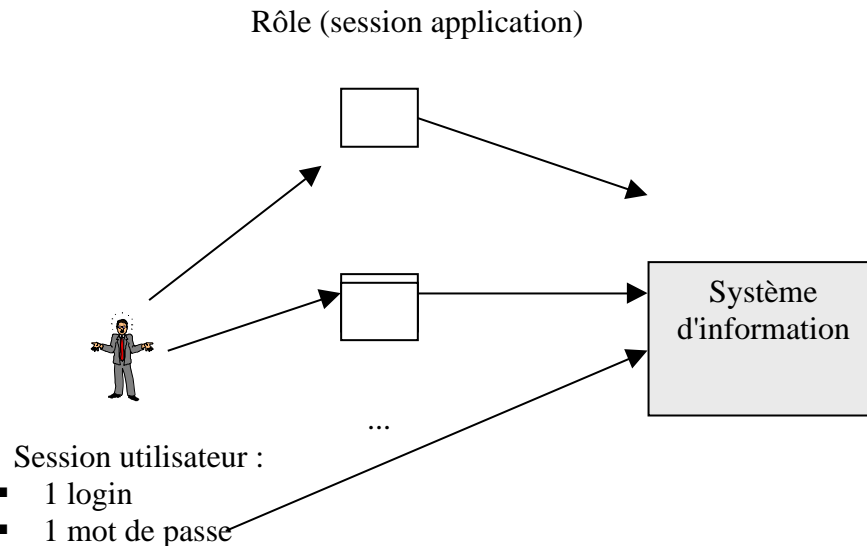 Rôle (session application)
Système
d'information
...
Session utilisateur :
▪ 1 login
▪ 1 mot de passe